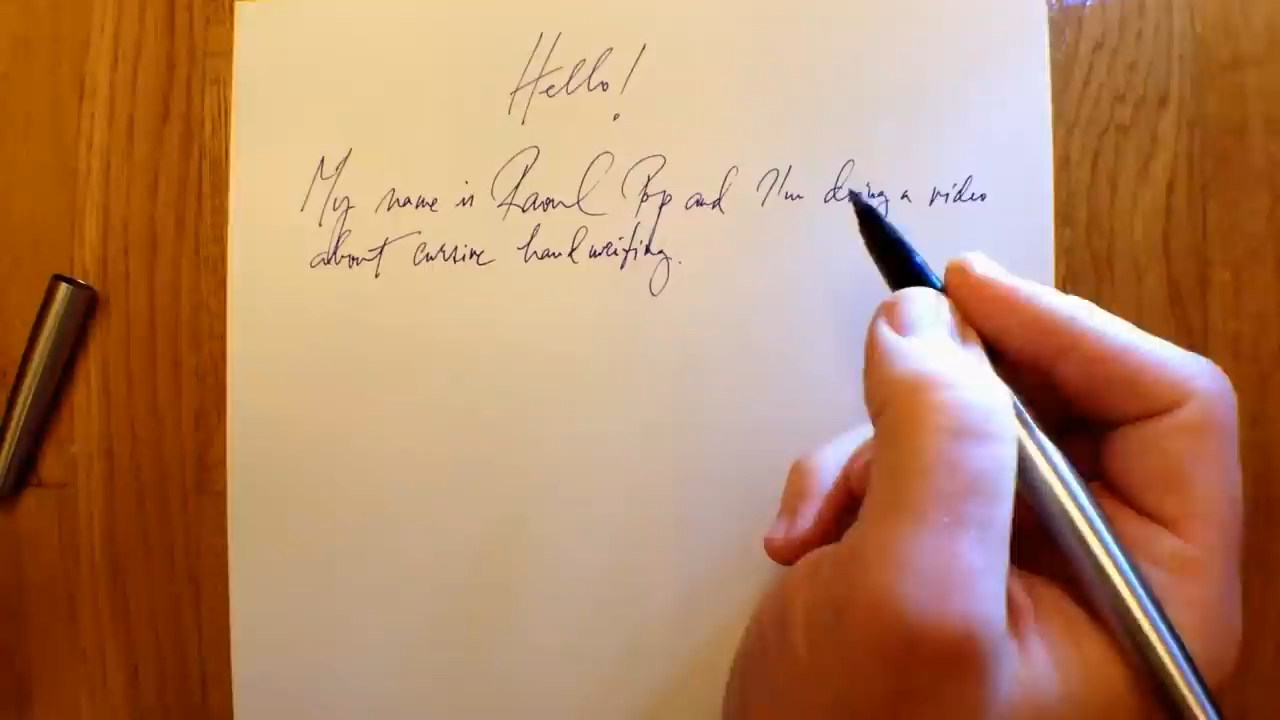 Hello!
My name is Raoul Pop and I'm doing a video
about cursive handwriting.